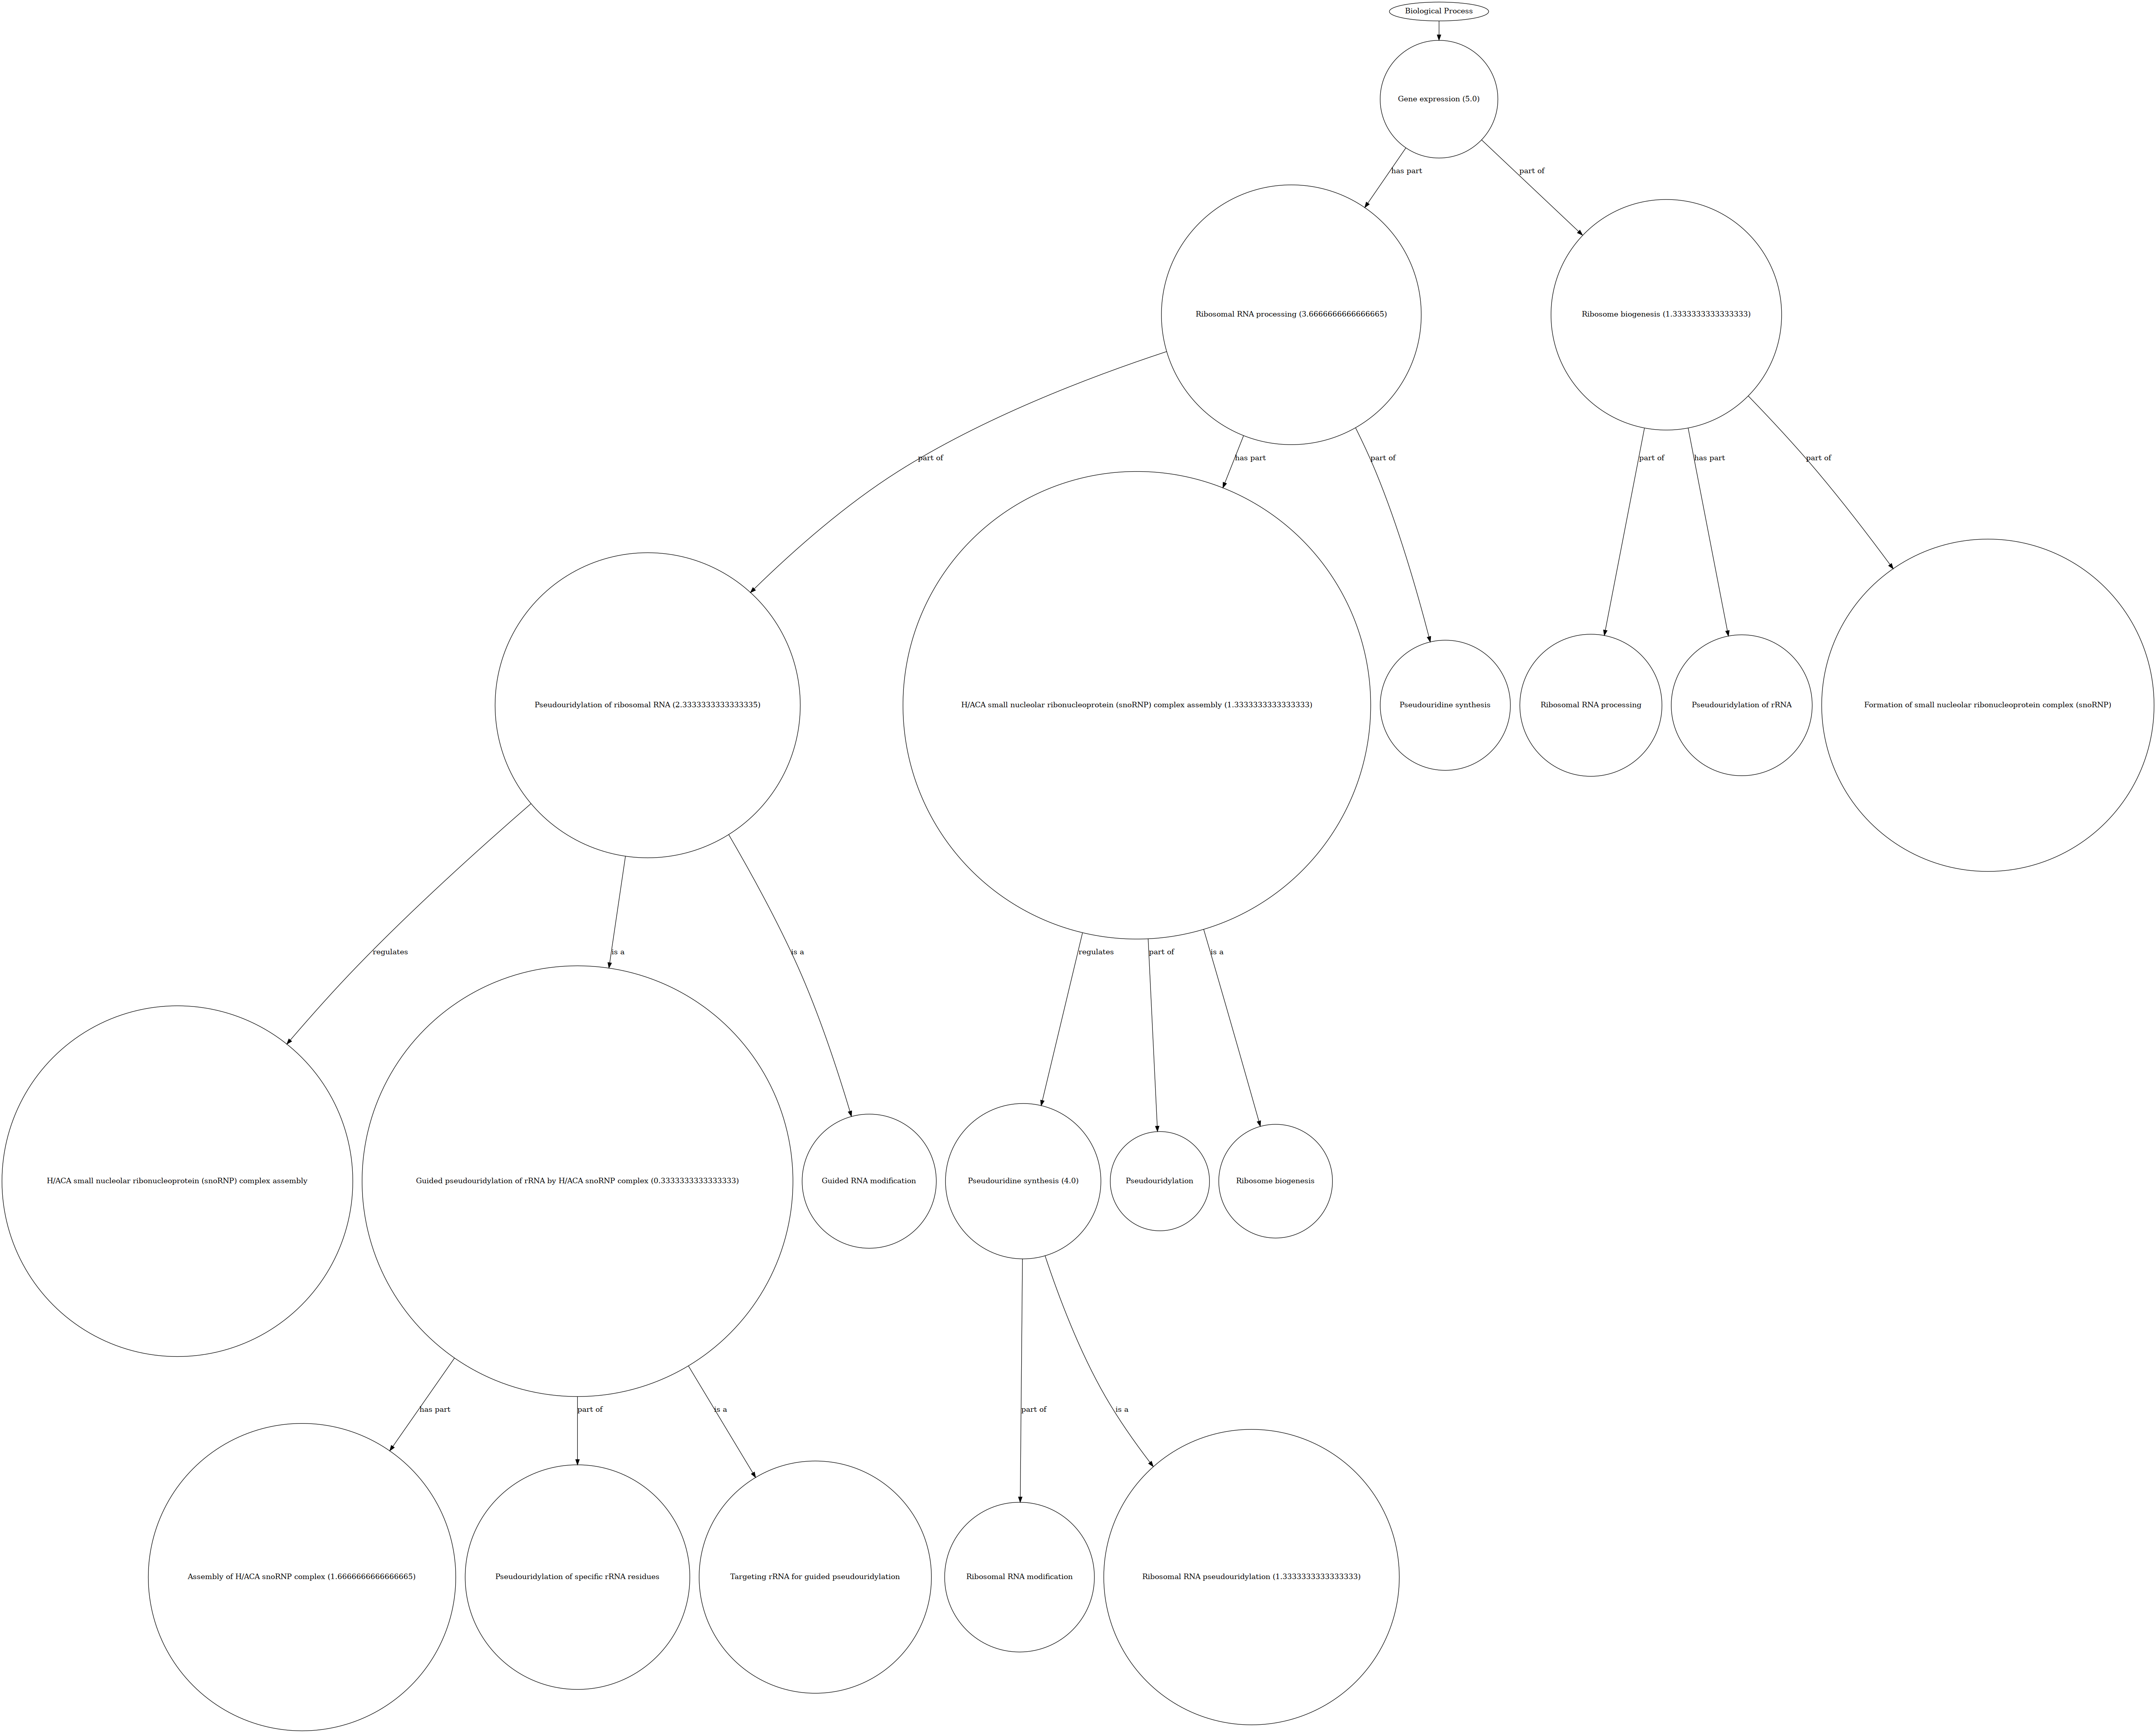 Biological Process
Gene expression (5.0)
has part
part of
Ribosomal RNA processing (3.6666666666666665)
Ribosome biogenesis (1.3333333333333333)
part of
has part
part of
part of
has part
part of
Pseudouridylation of ribosomal RNA (2.3333333333333335)
H/ACA small nucleolar ribonucleoprotein (snoRNP) complex assembly (1.3333333333333333)
Pseudouridine synthesis
Ribosomal RNA processing
Pseudouridylation of rRNA
Formation of small nucleolar ribonucleoprotein complex (snoRNP)
regulates
is a
is a
regulates
part of
is a
H/ACA small nucleolar ribonucleoprotein (snoRNP) complex assembly
Guided pseudouridylation of rRNA by H/ACA snoRNP complex (0.3333333333333333)
Guided RNA modification
Pseudouridine synthesis (4.0)
Pseudouridylation
Ribosome biogenesis
has part
part of
is a
part of
is a
Assembly of H/ACA snoRNP complex (1.6666666666666665)
Pseudouridylation of specific rRNA residues
Targeting rRNA for guided pseudouridylation
Ribosomal RNA modification
Ribosomal RNA pseudouridylation (1.3333333333333333)